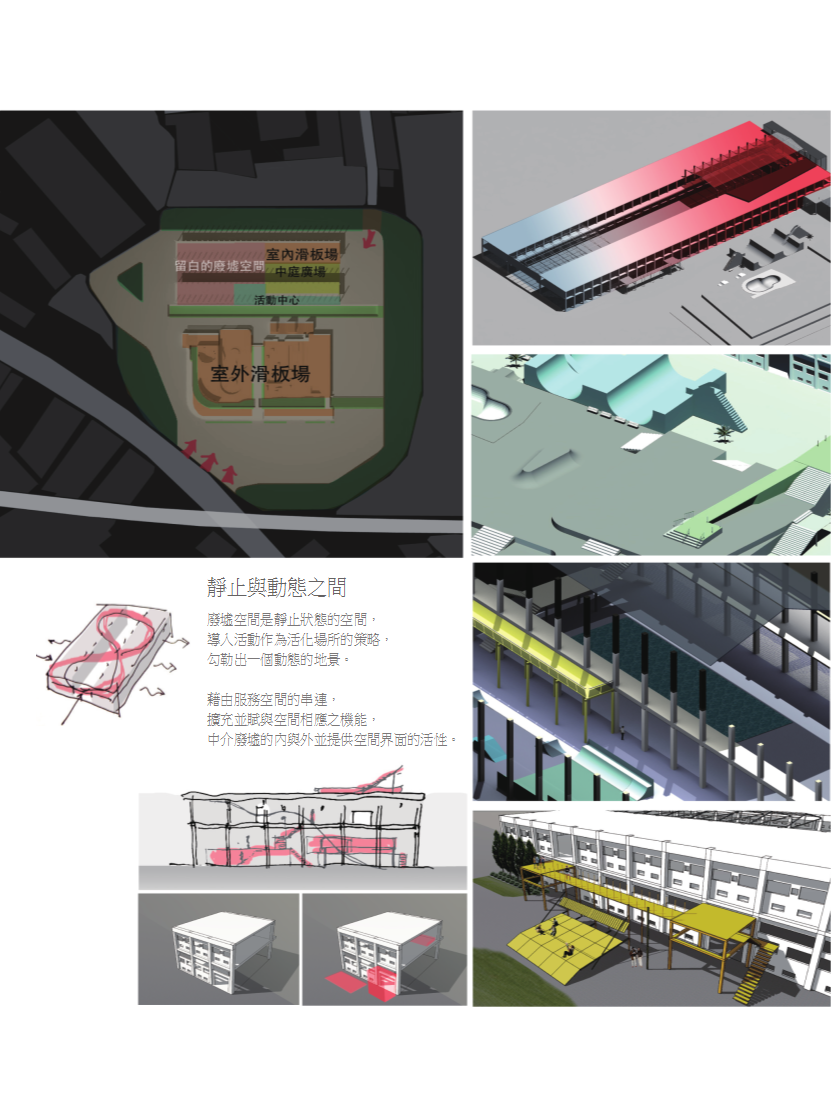 室內滑板場
留白的廢墟空間
中庭廣場
活動中心
室外滑板場
靜止與動態之間
廢墟空間是靜止狀態的空間，
導入活動作為活化場所的策略，
勾勒出一個動態的地景。
藉由服務空間的串連，
擴充並賦與空間相應之機能，
中介廢墟的內與外並提供空間界面的活性。